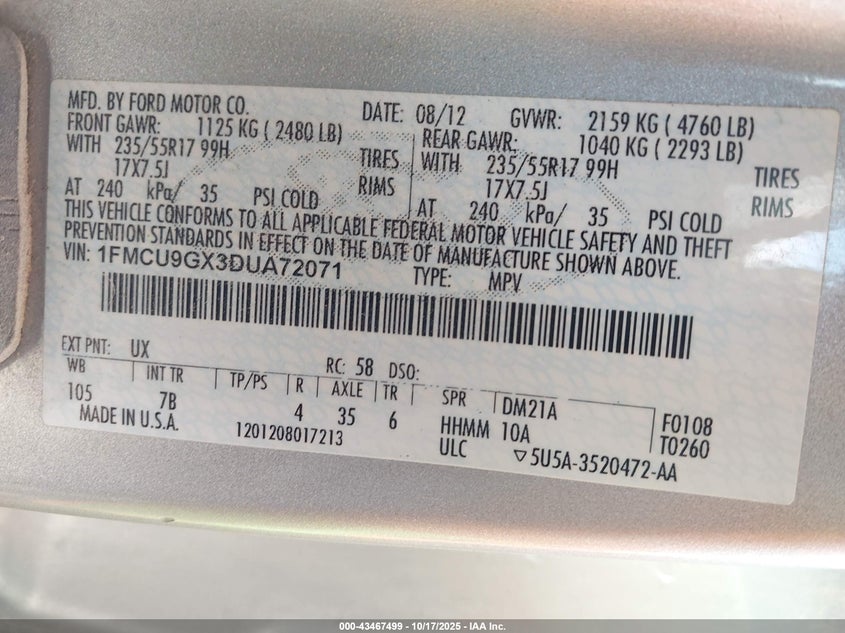 MFD. BY FORD MOTOR CO. DATE: 08/12 GVWR: 2159 KG ( 4760 LB)
FRONT GAWR: 1125 KG ( 2480 LB) REAR GAWR: 1040 KG ( 2293 LB)
WITH 235/55R17 99H TIRES WITH 235/55R17 99H TIRES
17X7.5J RIMS 17X7.5J RIMS
AT 240 kPa/ 35 PSI COLD AT 240 kPa/ 35 PSI COLD
THIS VEHICLE CONFORMS TO ALL APPLICABLE FEDERAL MOTOR VEHICLE SAFETY AND THEFT
PREVENTION STANDARDS IN EFFECT ON THE DATE OF MANUFACTURE SHOWN ABOVE.
VIN: 1FMCU9GX3DUA72071 TYPE: MPV
EXT PNT: UX RC: 58 DSO:
WB INT TR TP/PS R AXLE TR SPR DM21A F0108
105 7B 4 35 6 HHMM 10A T0260
MADE IN U.S.A. 1201208017213 ULC ▽5U5A-3520472-AA
000-43467499 - 10/17/2025 - IAA Inc.